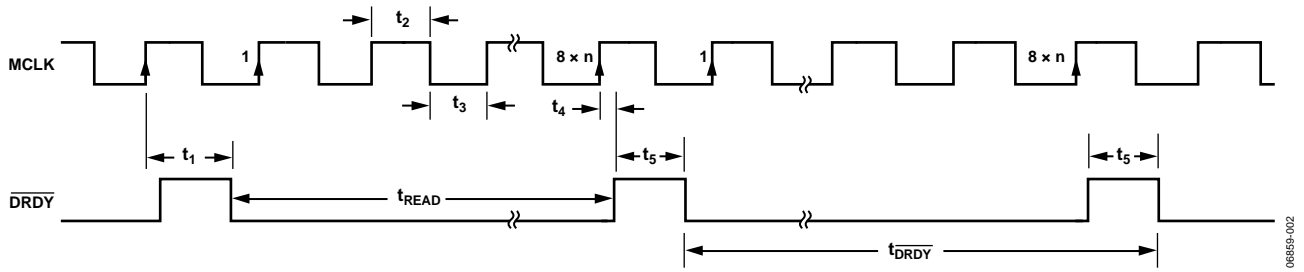 t2
MCLK
1
8 × n
1
8 × n
t3
t4
t1
t5
t5
DRDY
tREAD
tDRDY
06859-002